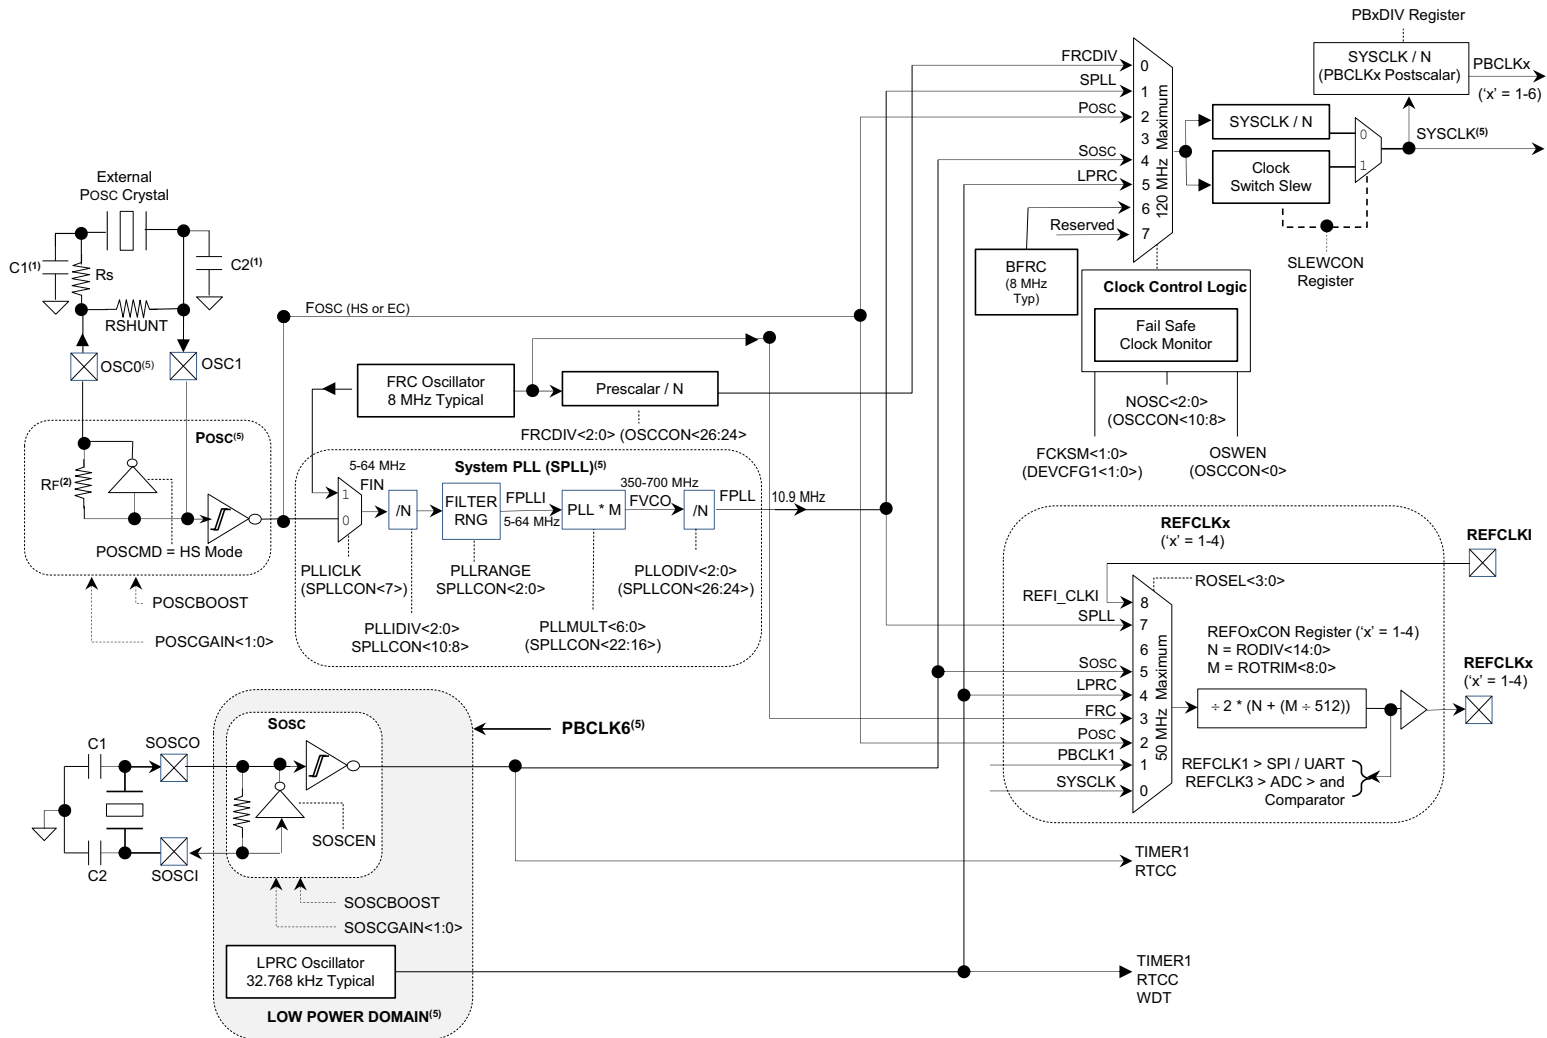 PBxDIV Register
SYSCLK / N
(PBCLKx Postscalar)
PBCLKx
('x' = 1-6)
FRCDIV
SPLL
POSC
SOSC
LPRC
Reserved
0
1
2
3
4
5
6
7
120 MHz Maximum
SYSCLK / N
Clock
Switch Slew
0
1
SYSCLK(5)
SLEWCON
Register
BFRC
(8 MHz
Typ)
Clock Control Logic
Fail Safe
Clock Monitor
NOSC<2:0>
(OSCCON<10:8>
FCKSM<1:0>
(DEVCFG1<1:0>)
OSWEN
(OSCCON<0>
External
POSC Crystal
C1(1)
Rs
C2(1)
RSHUNT
OSC0(5)
OSC1
FOSC (HS or EC)
FRC Oscillator
8 MHz Typical
Prescalar / N
FRCDIV<2:0> (OSCCON<26:24>
POSC(5)
RF(2)
POSCMD = HS Mode
POSCBOOST
POSCGAIN<1:0>
System PLL (SPLL)(5)
5-64 MHz
FIN
1
0
/N
FILTER
RNG
FPLLI
5-64 MHz
PLL * M
350-700 MHz
FVCO
/N
FPLL
10.9 MHz
PLLICLK
(SPLLCON<7>)
PLLRANGE
SPLLCON<2:0>)
PLLODIV<2:0>
(SPLLCON<26:24>)
PLLIDIV<2:0>
SPLLCON<10:8>)
PLLMULT<6:0>
(SPLLCON<22:16>)
REFCLKx
('x' = 1-4)
REFCLKI
ROSEL<3:0>
REFI_CLKI
SPLL
SOSC
LPRC
FRC
POSC
PBCLK1
SYSCLK
8
7
6
5
4
3
2
1
0
50 MHz Maximum
REFOxCON Register ('x' = 1-4)
N = RODIV<14:0>
M = ROTRIM<8:0>
÷ 2 * (N + (M ÷ 512))
REFCLKx
('x' = 1-4)
REFCLK1 > SPI / UART
REFCLK3 > ADC > and
Comparator
SOSC
PBCLK6(5)
C1
SOSCO
C2
SOSCI
SOSCEN
SOSCBOOST
SOSCGAIN<1:0>
TIMER1
RTCC
LPRC Oscillator
32.768 kHz Typical
LOW POWER DOMAIN(5)
TIMER1
RTCC
WDT